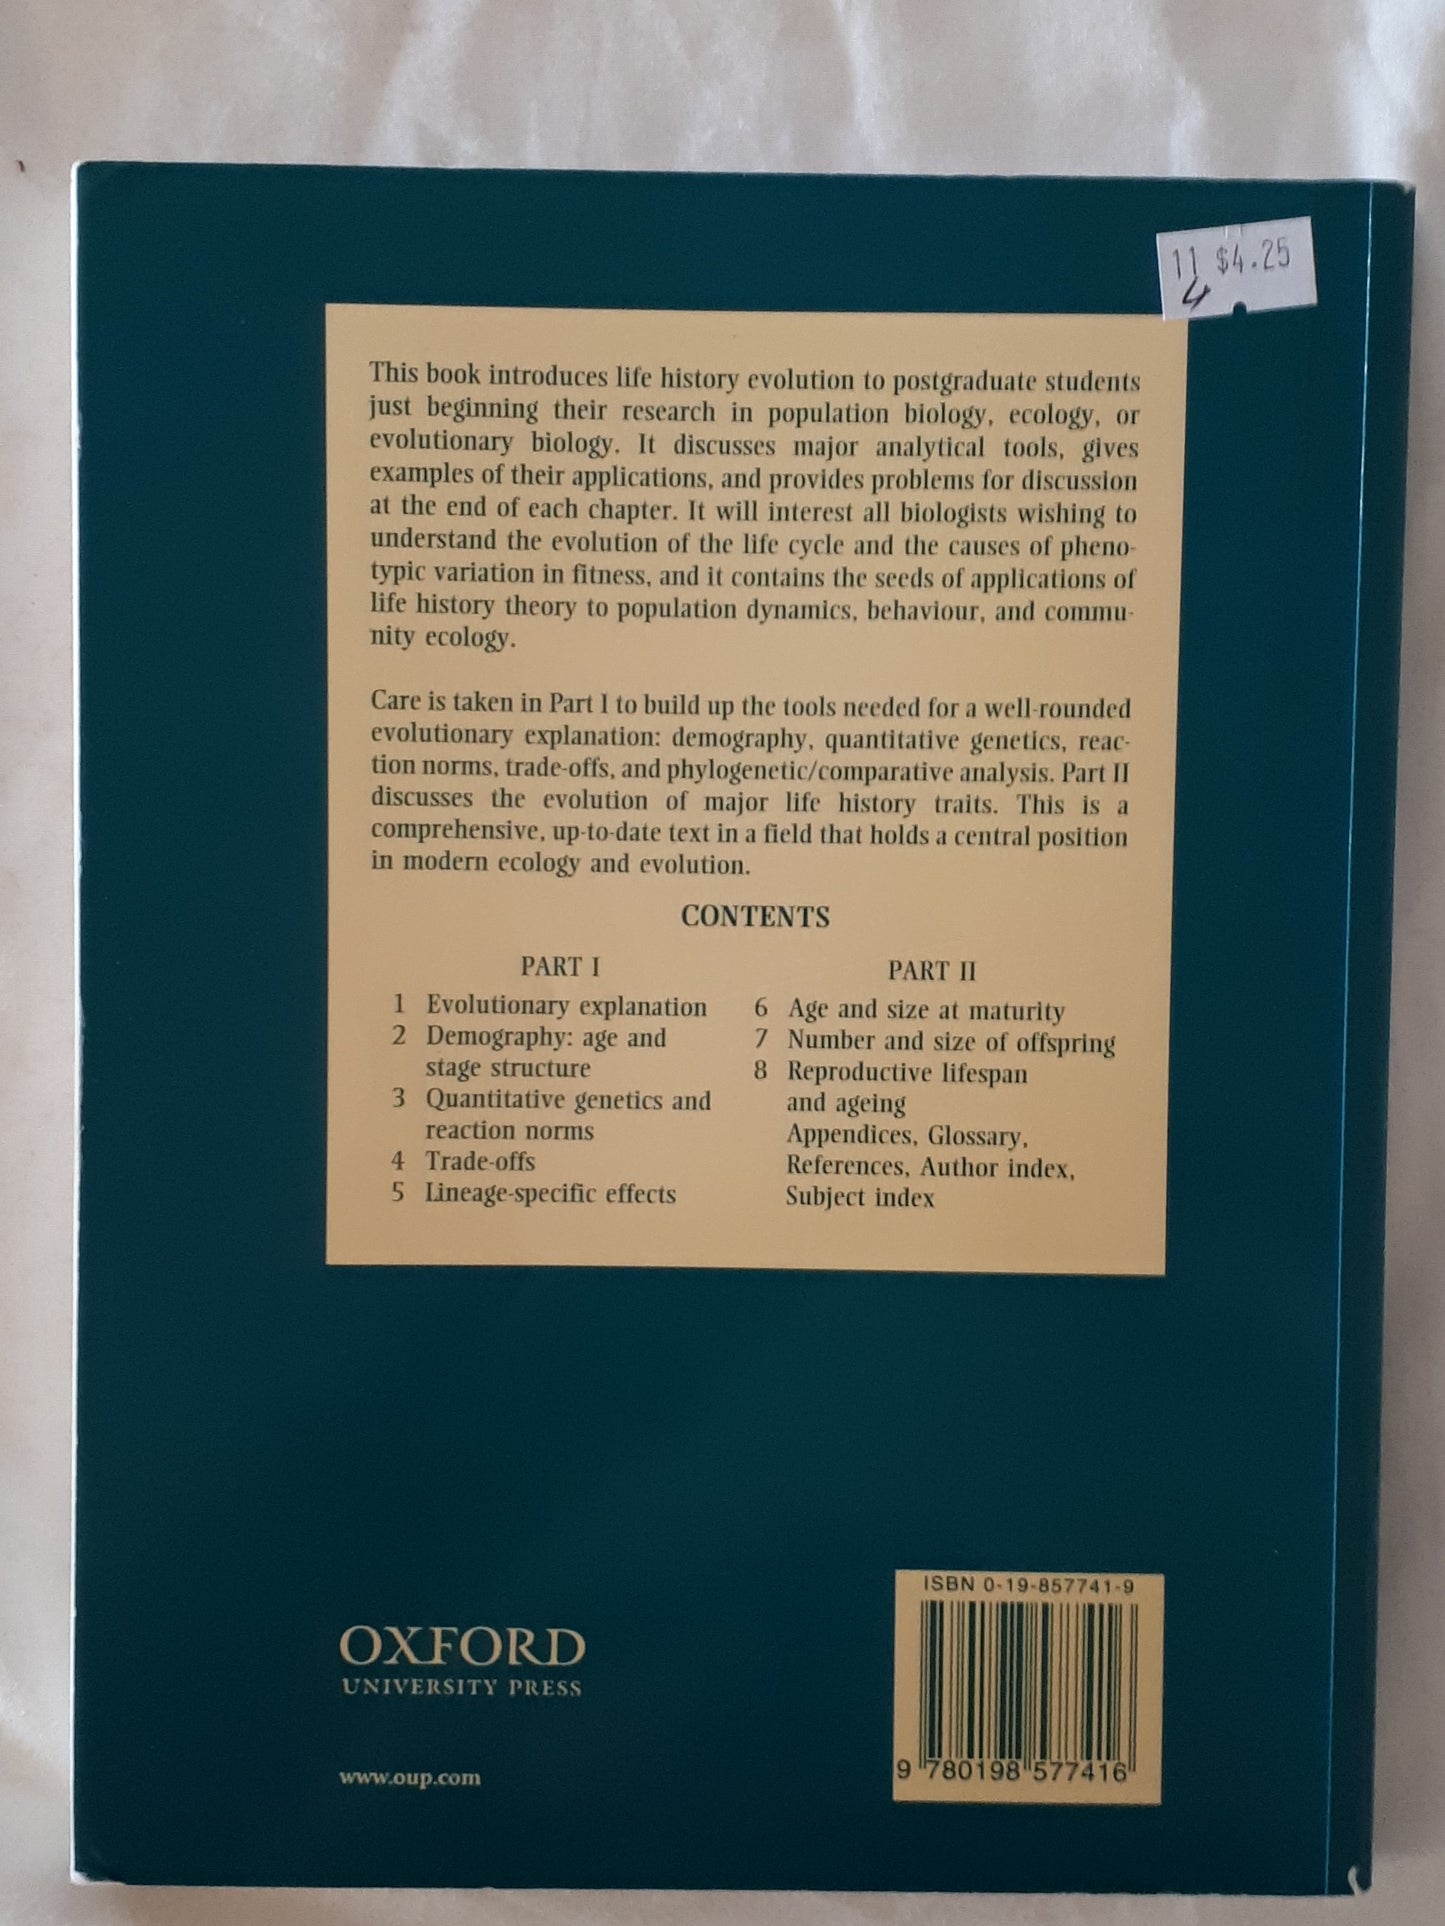 11 $4.25
4
This book introduces life history evolution to postgraduate students
just beginning their research in population biology, ecology, or
evolutionary biology. It discusses major analytical tools, gives
examples of their applications, and provides problems for discussion
at the end of each chapter. It will interest all biologists wishing to
understand the evolution of the life cycle and the causes of pheno-
typic variation in fitness, and it contains the seeds of applications of
life history theory to population dynamics, behaviour, and commu-
nity ecology.
Care is taken in Part I to build up the tools needed for a well-rounded
evolutionary explanation: demography, quantitative genetics, reac-
tion norms, trade-offs, and phylogenetic/comparative analysis. Part II
discusses the evolution of major life history traits. This is a
comprehensive, up-to-date text in a field that holds a central position
in modern ecology and evolution.
CONTENTS
PART I
1 Evolutionary explanation
2 Demography: age and
stage structure
3 Quantitative genetics and
reaction norms
4 Trade-offs
5 Lineage-specific effects
PART II
6 Age and size at maturity
7 Number and size of offspring
8 Reproductive lifespan
and ageing
Appendices, Glossary,
References, Author index,
Subject index
OXFORD
UNIVERSITY PRESS
www.oup.com
ISBN 0-19-857741-9
9 780198 577416